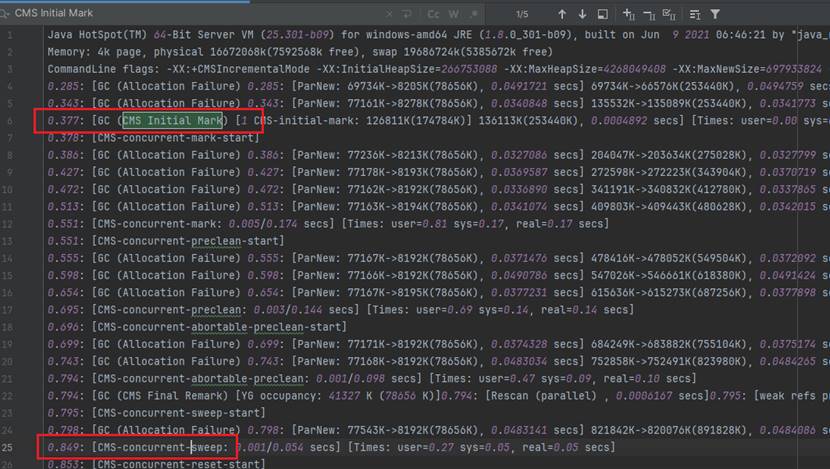 CMS Initial Mark
Cc W .* 1/5
1 Java HotSpot(TM) 64-Bit Server VM (25.301-b09) for windows-amd64 JRE (1.8.0_301-b09), built on Jun 9 2021 06:46:21 by "java_
2 Memory: 4k page, physical 16672068k(7592568k free), swap 19686724k(5385672k free)
3 CommandLine flags: -XX:+CMSIncrementalMode -XX:InitialHeapSize=266753088 -XX:MaxHeapSize=4268049408 -XX:MaxNewSize=697933824
4 0.285: [GC (Allocation Failure) 0.285: [ParNew: 69734K->8205K(78656K), 0.0491721 secs] 69734K->66576K(253440K), 0.0494759 sec
5 0.343: [GC (Allocation Failure) 0.343: [ParNew: 77161K->8278K(78656K), 0.0340848 secs] 135532K->135089K(253440K), 0.0341773 s
6 0.377: [GC (CMS Initial Mark) [1 CMS-initial-mark: 126811K(174784K)] 136113K(253440K), 0.0004892 secs] [Times: user=0.00 sys=
7 0.378: [CMS-concurrent-mark-start]
8 0.386: [GC (Allocation Failure) 0.386: [ParNew: 77236K->8213K(78656K), 0.0327086 secs] 204047K->203634K(275028K), 0.0327799 s
9 0.427: [GC (Allocation Failure) 0.427: [ParNew: 77178K->8193K(78656K), 0.0369587 secs] 272598K->272223K(343904K), 0.0370719 s
10 0.472: [GC (Allocation Failure) 0.472: [ParNew: 77162K->8192K(78656K), 0.0336890 secs] 341191K->340832K(412780K), 0.0337865 s
11 0.513: [GC (Allocation Failure) 0.513: [ParNew: 77163K->8194K(78656K), 0.0341074 secs] 409803K->409443K(480628K), 0.0342015 s
12 0.551: [CMS-concurrent-mark: 0.005/0.174 secs] [Times: user=0.81 sys=0.17, real=0.17 secs]
13 0.551: [CMS-concurrent-preclean-start]
14 0.555: [GC (Allocation Failure) 0.555: [ParNew: 77167K->8192K(78656K), 0.0371476 secs] 478416K->478052K(549504K), 0.0372092 s
15 0.598: [GC (Allocation Failure) 0.598: [ParNew: 77166K->8192K(78656K), 0.0490786 secs] 547026K->546661K(618380K), 0.0491424 s
16 0.654: [GC (Allocation Failure) 0.654: [ParNew: 77167K->8195K(78656K), 0.0377231 secs] 615636K->615273K(687256K), 0.0377898 s
17 0.695: [CMS-concurrent-preclean: 0.003/0.144 secs] [Times: user=0.69 sys=0.14, real=0.14 secs]
18 0.696: [CMS-concurrent-abortable-preclean-start]
19 0.699: [GC (Allocation Failure) 0.699: [ParNew: 77171K->8192K(78656K), 0.0374328 secs] 684249K->683882K(755104K), 0.0375174 s
20 0.743: [GC (Allocation Failure) 0.743: [ParNew: 77168K->8192K(78656K), 0.0483034 secs] 752858K->752491K(823980K), 0.0484265 s
21 0.794: [CMS-concurrent-abortable-preclean: 0.001/0.098 secs] [Times: user=0.47 sys=0.09, real=0.10 secs]
22 0.794: [GC (CMS Final Remark) [YG occupancy: 41327 K (78656 K)]0.794: [Rescan (parallel) , 0.0006167 secs]0.795: [weak refs pr
23 0.795: [CMS-concurrent-sweep-start]
24 0.798: [GC (Allocation Failure) 0.798: [ParNew: 77543K->8192K(78656K), 0.0483141 secs] 821842K->820076K(891828K), 0.0484086 s
25 0.849: [CMS-concurrent-sweep: 0.001/0.054 secs] [Times: user=0.27 sys=0.05, real=0.05 secs]
26 0.853: [CMS-concurrent-reset-start]